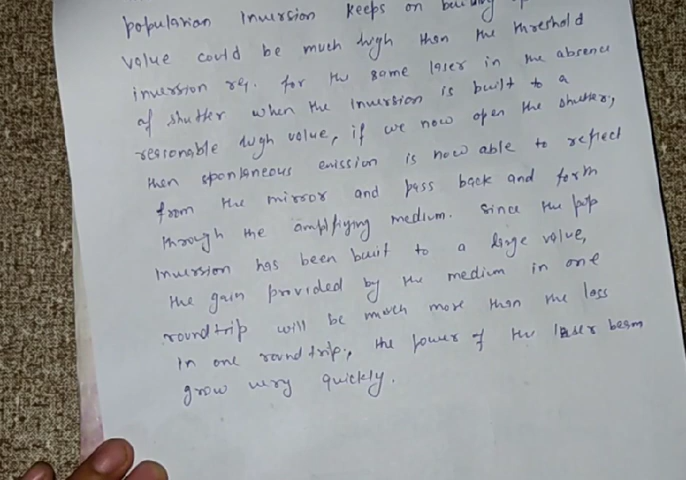 population Inversion keeps on building
value could be much high than the threshold
inversion req. for the same laser in the absence
of shutter when the inversion is built to a
resionable high value, if we now open the shutter,
then spontaneous emission is now able to reflect
from the mirror and pass back and form
through the amplifying medium. Since the pop
Inversion has been built to a large value,
the gain provided by the medium in one
round trip will be much more than the loss
in one round trip., the power of the laser beam
grow very quickly.